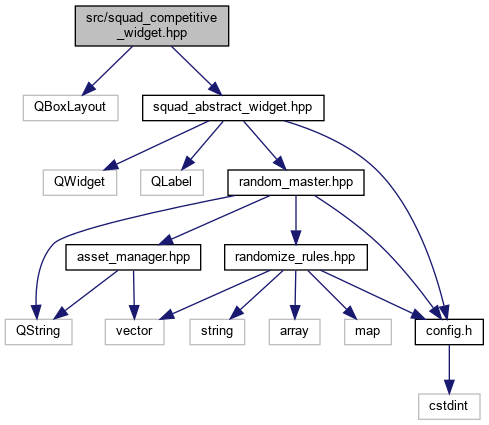 src/squad_competitive
_widget.hpp
QBoxLayout
squad_abstract_widget.hpp
QWidget
QLabel
random_master.hpp
asset_manager.hpp
randomize_rules.hpp
QString
vector
string
array
map
config.h
cstdint